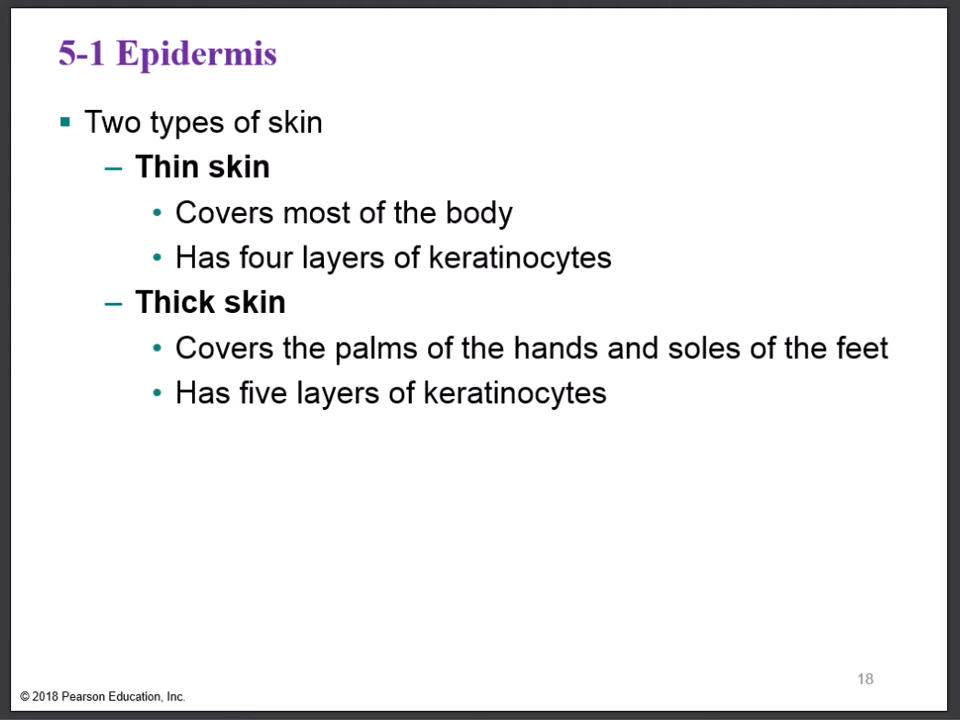 5-1 Epidermis
▪ Two types of skin
– Thin skin
• Covers most of the body
• Has four layers of keratinocytes
– Thick skin
• Covers the palms of the hands and soles of the feet
• Has five layers of keratinocytes
18
© 2018 Pearson Education, Inc.